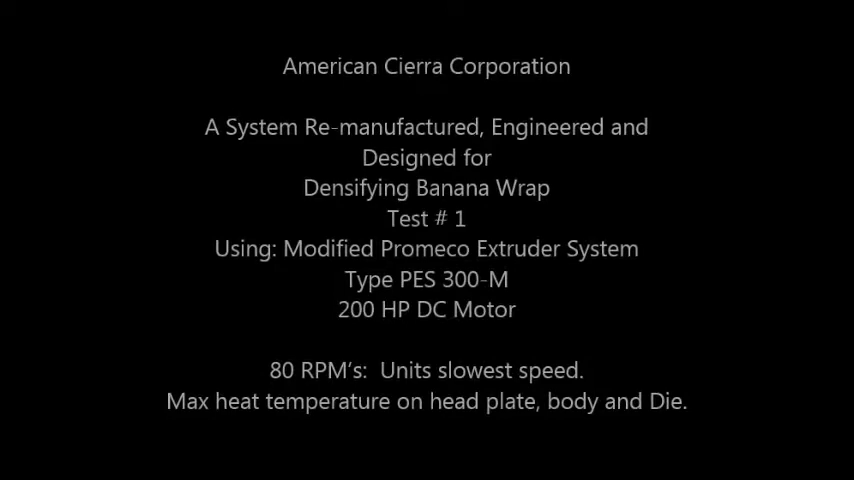 American Cierra Corporation
A System Re-manufactured, Engineered and
Designed for
Densifying Banana Wrap
Test # 1
Using: Modified Promeco Extruder System
Type PES 300-M
200 HP DC Motor
80 RPM's:  Units slowest speed.
Max heat temperature on head plate, body and Die.